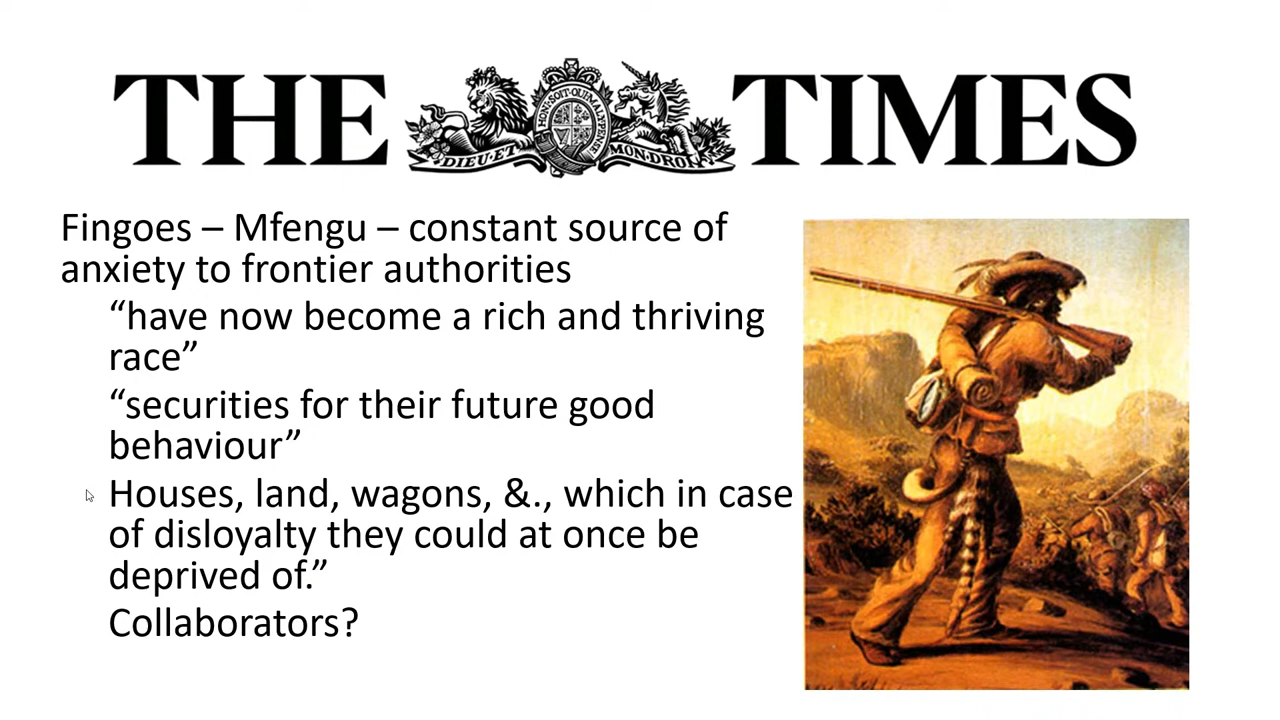 THE TIMES
HON·SOIT·QUI·MAL·Y·PENSE
DIEU·ET MON·DROIT
Fingoes – Mfengu – constant source of
anxiety to frontier authorities
“have now become a rich and thriving
race”
“securities for their future good
behaviour”
Houses, land, wagons, &., which in case
of disloyalty they could at once be
deprived of.”
Collaborators?